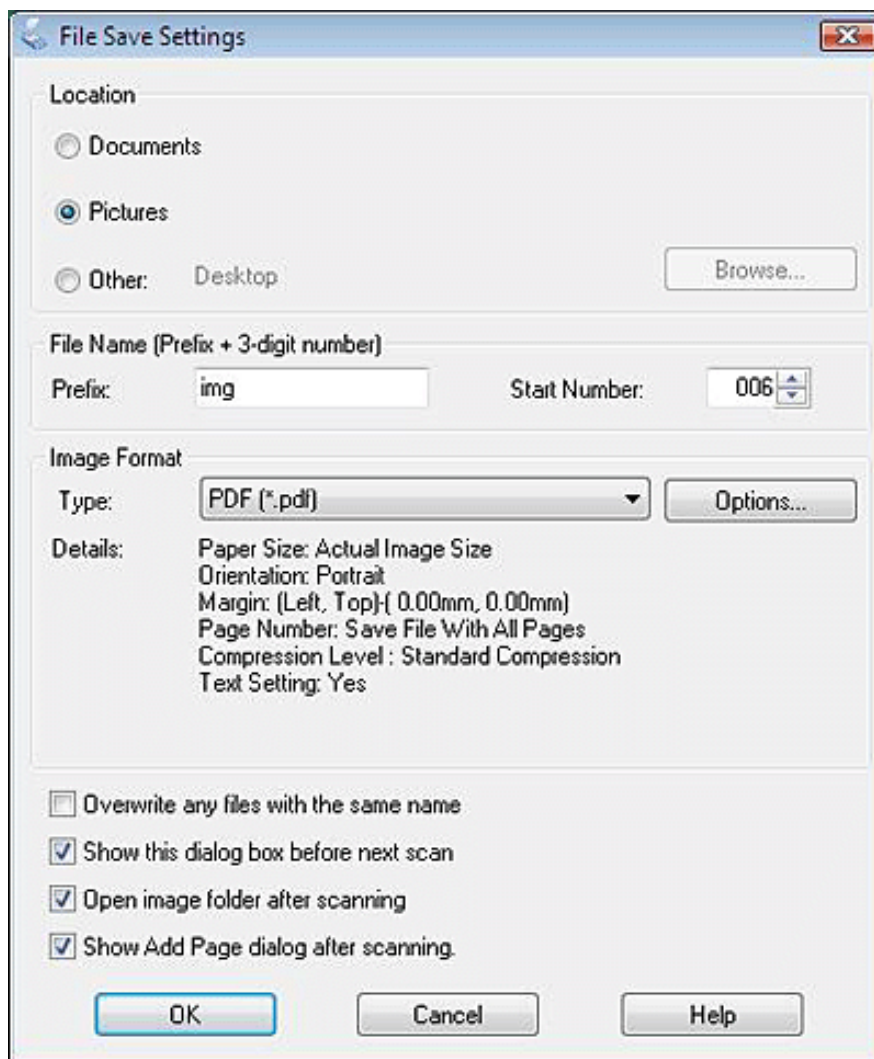 File Save Settings
Location
Documents
Pictures
Other: Desktop Browse...
File Name (Prefix + 3-digit number)
Prefix: img Start Number: 006
Image Format
Type: PDF (*.pdf) Options...
Details: Paper Size: Actual Image Size
Orientation: Portrait
Margin: (Left, Top)-( 0.00mm, 0.00mm)
Page Number: Save File With All Pages
Compression Level : Standard Compression
Text Setting: Yes
Overwrite any files with the same name
Show this dialog box before next scan
Open image folder after scanning
Show Add Page dialog after scanning.
OK Cancel Help